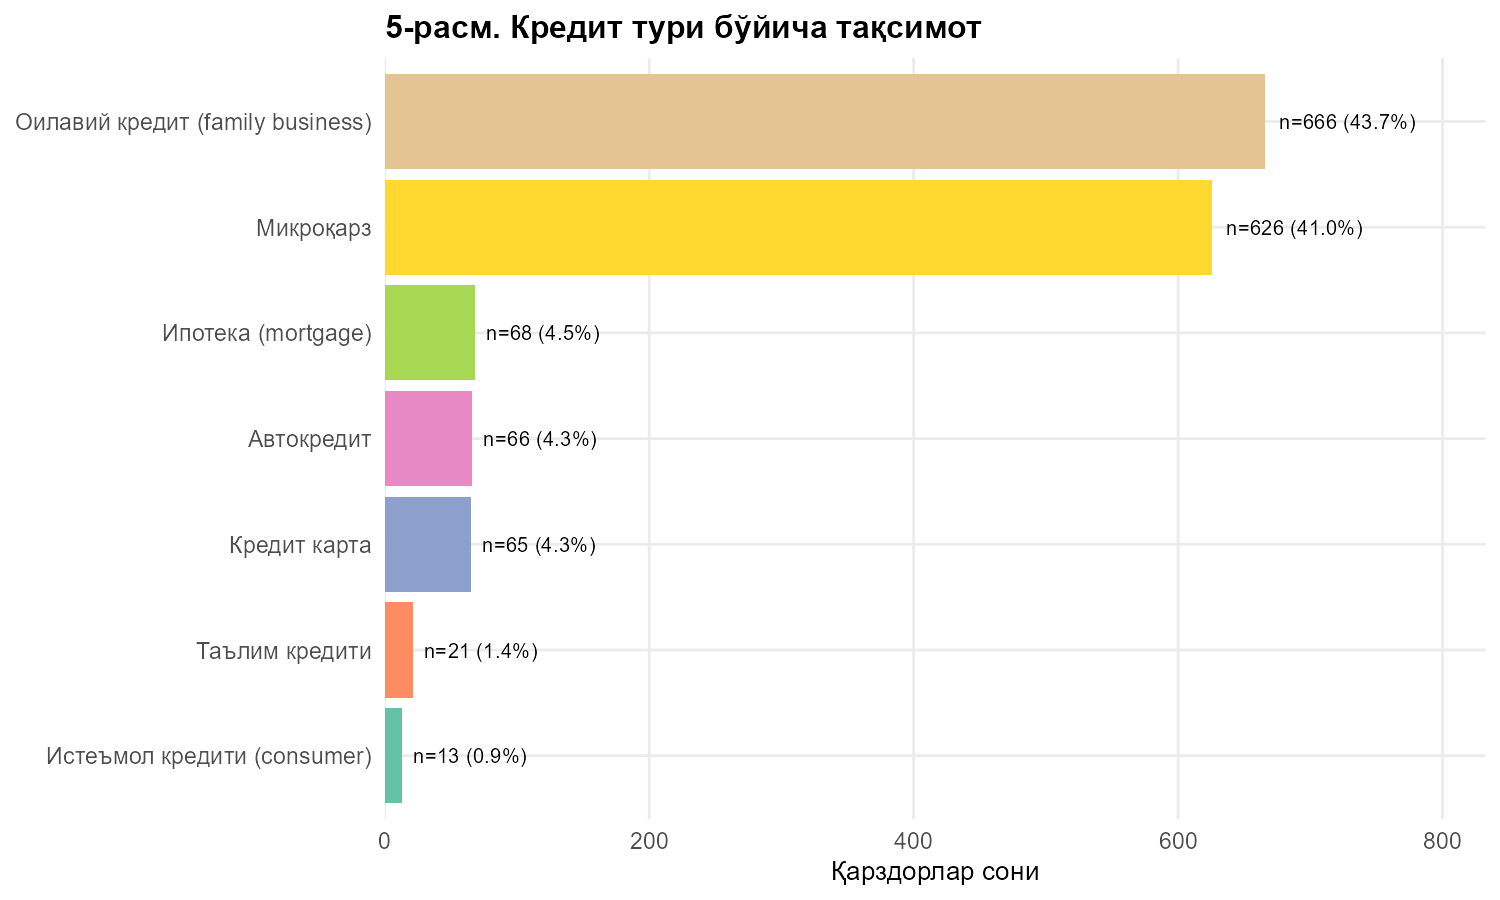 5-расм. Кредит тури бўйича тақсимот
Оилавий кредит (family business)
n=666 (43.7%)
Микроқарз
n=626 (41.0%)
Ипотека (mortgage)
n=68 (4.5%)
Автокредит
n=66 (4.3%)
Кредит карта
n=65 (4.3%)
Таълим кредити
n=21 (1.4%)
Истеъмол кредити (consumer)
n=13 (0.9%)
0 200 400 600 800
Қарздорлар сони